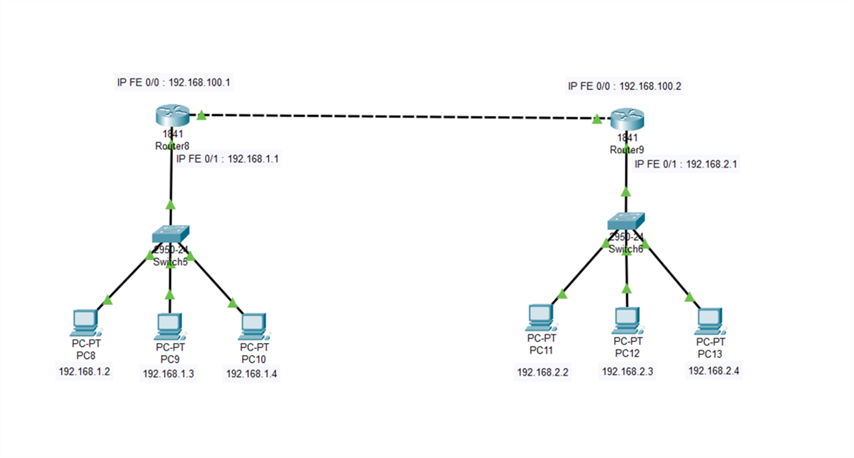 IP FE 0/0 : 192.168.100.1
IP FE 0/0 : 192.168.100.2
1841
Router8
IP FE 0/1 : 192.168.1.1
1841
Router9
IP FE 0/1 : 192.168.2.1
2950-24
Switch5
2950-24
Switch6
PC-PT
PC8
192.168.1.2
PC-PT
PC9
192.168.1.3
PC-PT
PC10
192.168.1.4
PC-PT
PC11
192.168.2.2
PC-PT
PC12
192.168.2.3
PC-PT
PC13
192.168.2.4